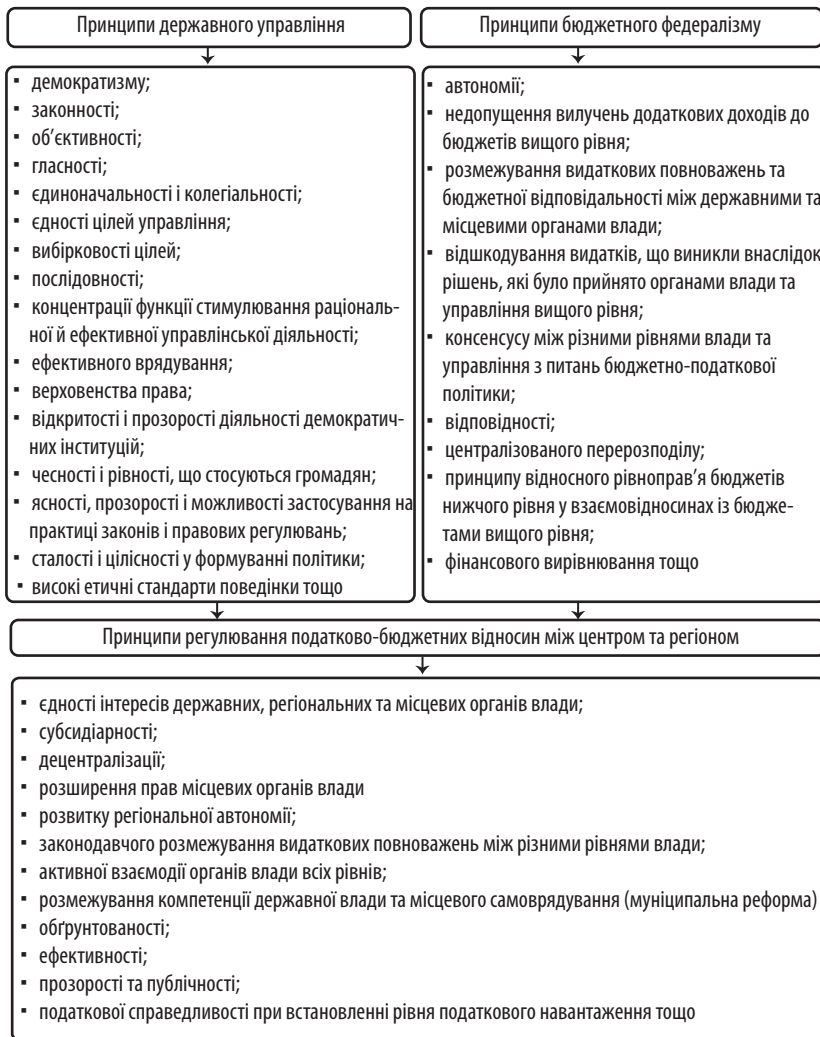 Принципи державного управління
▪ демократизму;
▪ законності;
▪ об’єктивності;
▪ гласності;
▪ єдиноначальності і колегіальності;
▪ єдності цілей управління;
▪ вибірковості цілей;
▪ послідовності;
▪ концентрації функції стимулювання раціональ-
ної й ефективної управлінської діяльності;
▪ ефективного врядування;
▪ верховенства права;
▪ відкритості і прозорості діяльності демократич-
них інституцій;
▪ чесності і рівності, що стосуються громадян;
▪ ясності, прозорості і можливості застосування на
практиці законів і правових регулювань;
▪ сталості і цілісності у формуванні політики;
▪ високі етичні стандарти поведінки тощо
Принципи бюджетного федералізму
▪ автономії;
▪ недопущення вилучень додаткових доходів до
бюджетів вищого рівня;
▪ розмежування видаткових повноважень та
бюджетної відповідальності між державними та
місцевими органами влади;
▪ відшкодування видатків, що виникли внаслідок
рішень, які було прийнято органами влади та
управління вищого рівня;
▪ консенсусу між різними рівнями влади та
управління з питань бюджетно-податкової
політики;
▪ відповідності;
▪ централізованого перерозподілу;
▪ принципу відносного рівноправ’я бюджетів
нижчого рівня у взаємовідносинах із бюдже-
тами вищого рівня;
▪ фінансового вирівнювання тощо
Принципи регулювання податково-бюджетних відносин між центром та регіоном
▪ єдності інтересів державних, регіональних та місцевих органів влади;
▪ субсидіарності;
▪ децентралізації;
▪ розширення прав місцевих органів влади
▪ розвитку регіональної автономії;
▪ законодавчого розмежування видаткових повноважень між різними рівнями влади;
▪ активної взаємодії органів влади всіх рівнів;
▪ розмежування компетенції державної влади та місцевого самоврядування (муніципальна реформа)
▪ обґрунтованості;
▪ ефективності;
▪ прозорості та публічності;
▪ податкової справедливості при встановленні рівня податкового навантаження тощо